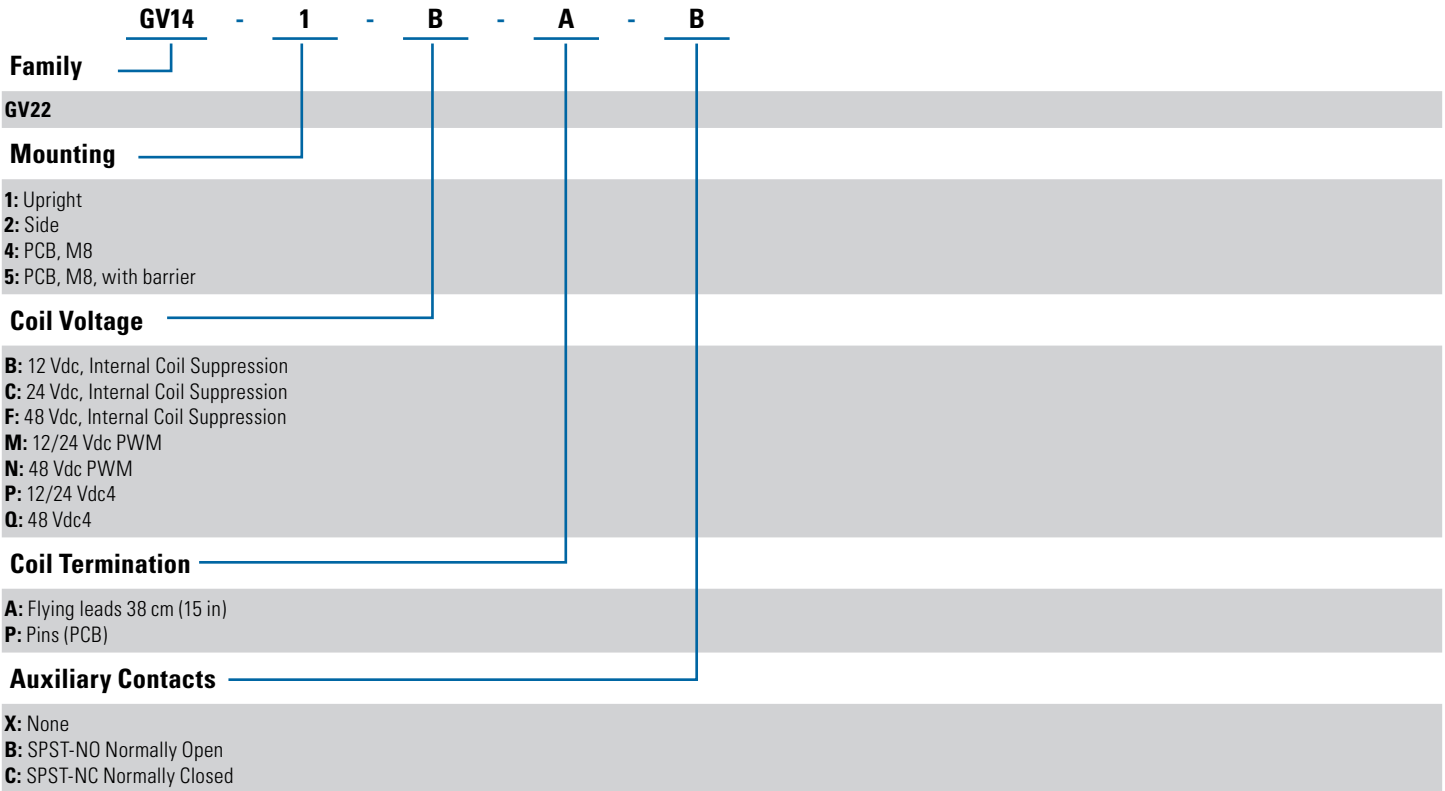 GV14 - 1 - B - A - B
Family
GV22
Mounting
1: Upright
2: Side
4: PCB, M8
5: PCB, M8, with barrier
Coil Voltage
B: 12 Vdc, Internal Coil Suppression
C: 24 Vdc, Internal Coil Suppression
F: 48 Vdc, Internal Coil Suppression
M: 12/24 Vdc PWM
N: 48 Vdc PWM
P: 12/24 Vdc4
Q: 48 Vdc4
Coil Termination
A: Flying leads 38 cm (15 in)
P: Pins (PCB)
Auxiliary Contacts
X: None
B: SPST-NO Normally Open
C: SPST-NC Normally Closed